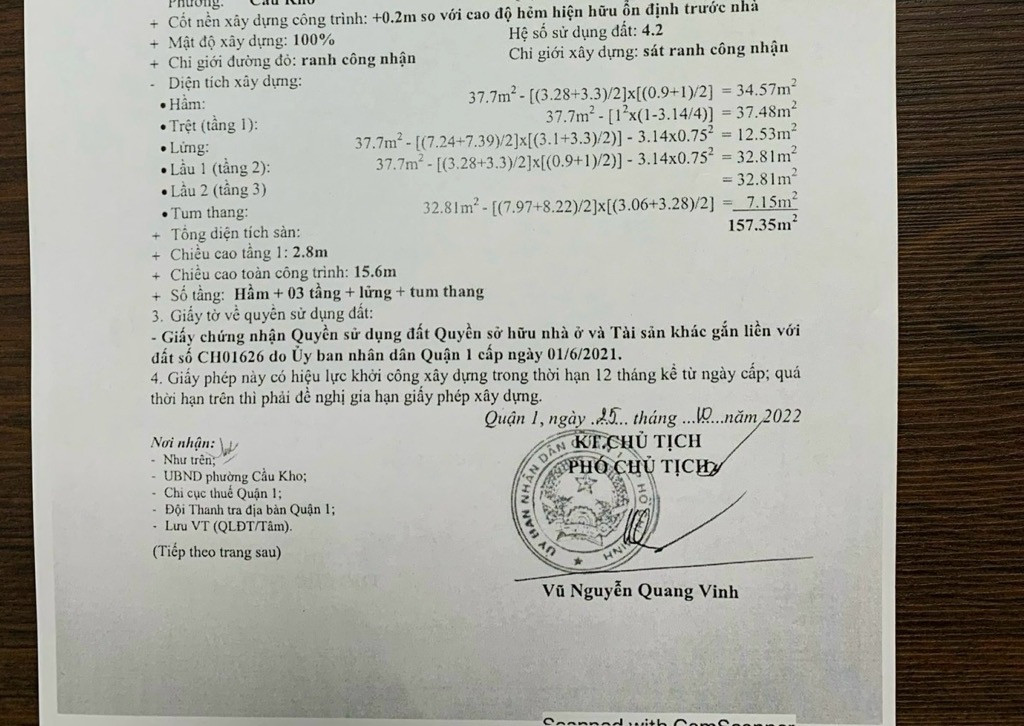 Phường: Cầu Kho
+ Cốt nền xây dựng công trình: +0.2m so với cao độ hẻm hiện hữu ổn định trước nhà
+ Mật độ xây dựng: 100% Hệ số sử dụng đất: 4.2
+ Chỉ giới đường đỏ: ranh công nhận Chỉ giới xây dựng: sát ranh công nhận
- Diện tích xây dựng:
• Hầm: 37.7m² - [(3.28+3.3)/2]x[(0.9+1)/2] = 34.57m²
• Trệt (tầng 1): 37.7m² - [1²x(1-3.14/4)] = 37.48m²
• Lửng: 37.7m² - [(7.24+7.39)/2]x[(3.1+3.3)/2)] - 3.14x0.75² = 12.53m²
• Lầu 1 (tầng 2): 37.7m² - [(3.28+3.3)/2]x[(0.9+1)/2)] - 3.14x0.75² = 32.81m²
• Lầu 2 (tầng 3) = 32.81m²
• Tum thang: 32.81m² - [(7.97+8.22)/2]x[(3.06+3.28)/2] = 7.15m²
+ Tổng diện tích sàn: 157.35m²
+ Chiều cao tầng 1: 2.8m
+ Chiều cao toàn công trình: 15.6m
+ Số tầng: Hầm + 03 tầng + lửng + tum thang
3. Giấy tờ về quyền sử dụng đất:
- Giấy chứng nhận Quyền sử dụng đất Quyền sở hữu nhà ở và Tài sản khác gắn liền với
đất số CH01626 do Ủy ban nhân dân Quận 1 cấp ngày 01/6/2021.
4. Giấy phép này có hiệu lực khởi công xây dựng trong thời hạn 12 tháng kể từ ngày cấp; quá
thời hạn trên thì phải đề nghị gia hạn giấy phép xây dựng.
Quận 1, ngày .25. tháng ...10...năm 2022
Nơi nhận: KT.CHỦ TỊCH
- Như trên; PHÓ CHỦ TỊCH
- UBND phường Cầu Kho;
- Chi cục thuế Quận 1;
- Đội Thanh tra địa bàn Quận 1;
- Lưu VT (QLĐT/Tâm).
(Tiếp theo trang sau)
ỦY BAN NHÂN DÂN
Vũ Nguyễn Quang Vinh
Scanned with CamScanner